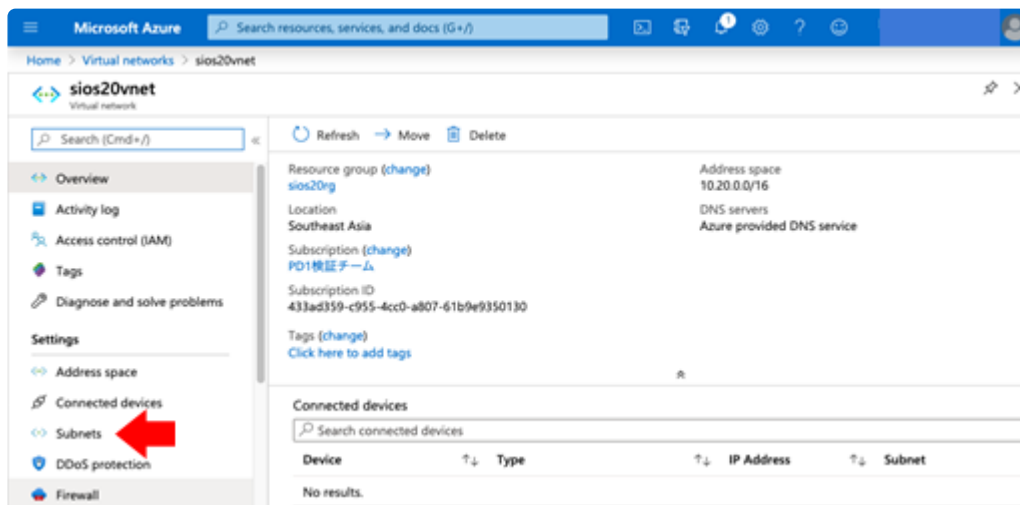 Microsoft Azure
Search resources, services, and docs (G+/)
1
Home > Virtual networks > sios20vnet
sios20vnet
Virtual network
Search (Cmd+/)
«
Refresh
Move
Delete
Overview
Activity log
Access control (IAM)
Tags
Diagnose and solve problems
Settings
Address space
Connected devices
Subnets
DDoS protection
Firewall
Resource group (change)
sios20rg
Location
Southeast Asia
Subscription (change)
PD1検証チーム
Subscription ID
433ad359-c955-4cc0-a807-61b9e9350130
Tags (change)
Click here to add tags
Address space
10.20.0.0/16
DNS servers
Azure provided DNS service
Connected devices
Search connected devices
Device ↑↓ Type ↑↓ IP Address ↑↓ Subnet
No results.